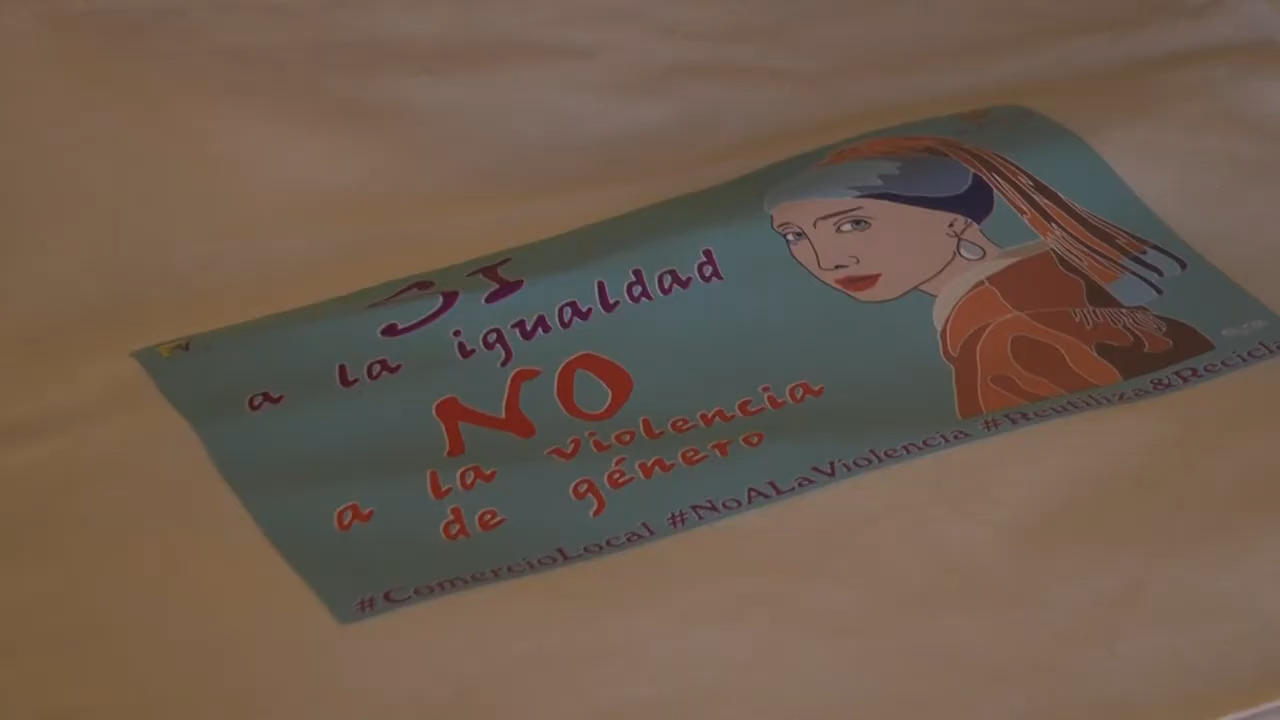 SI
a la igualdad
NO
a la violencia
de género
#ComercioLocal #NoALaViolencia #Reutiliza&Recicla